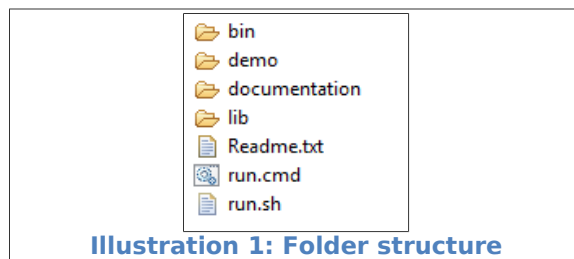 bin
demo
documentation
lib
Readme.txt
run.cmd
run.sh
Illustration 1: Folder structure